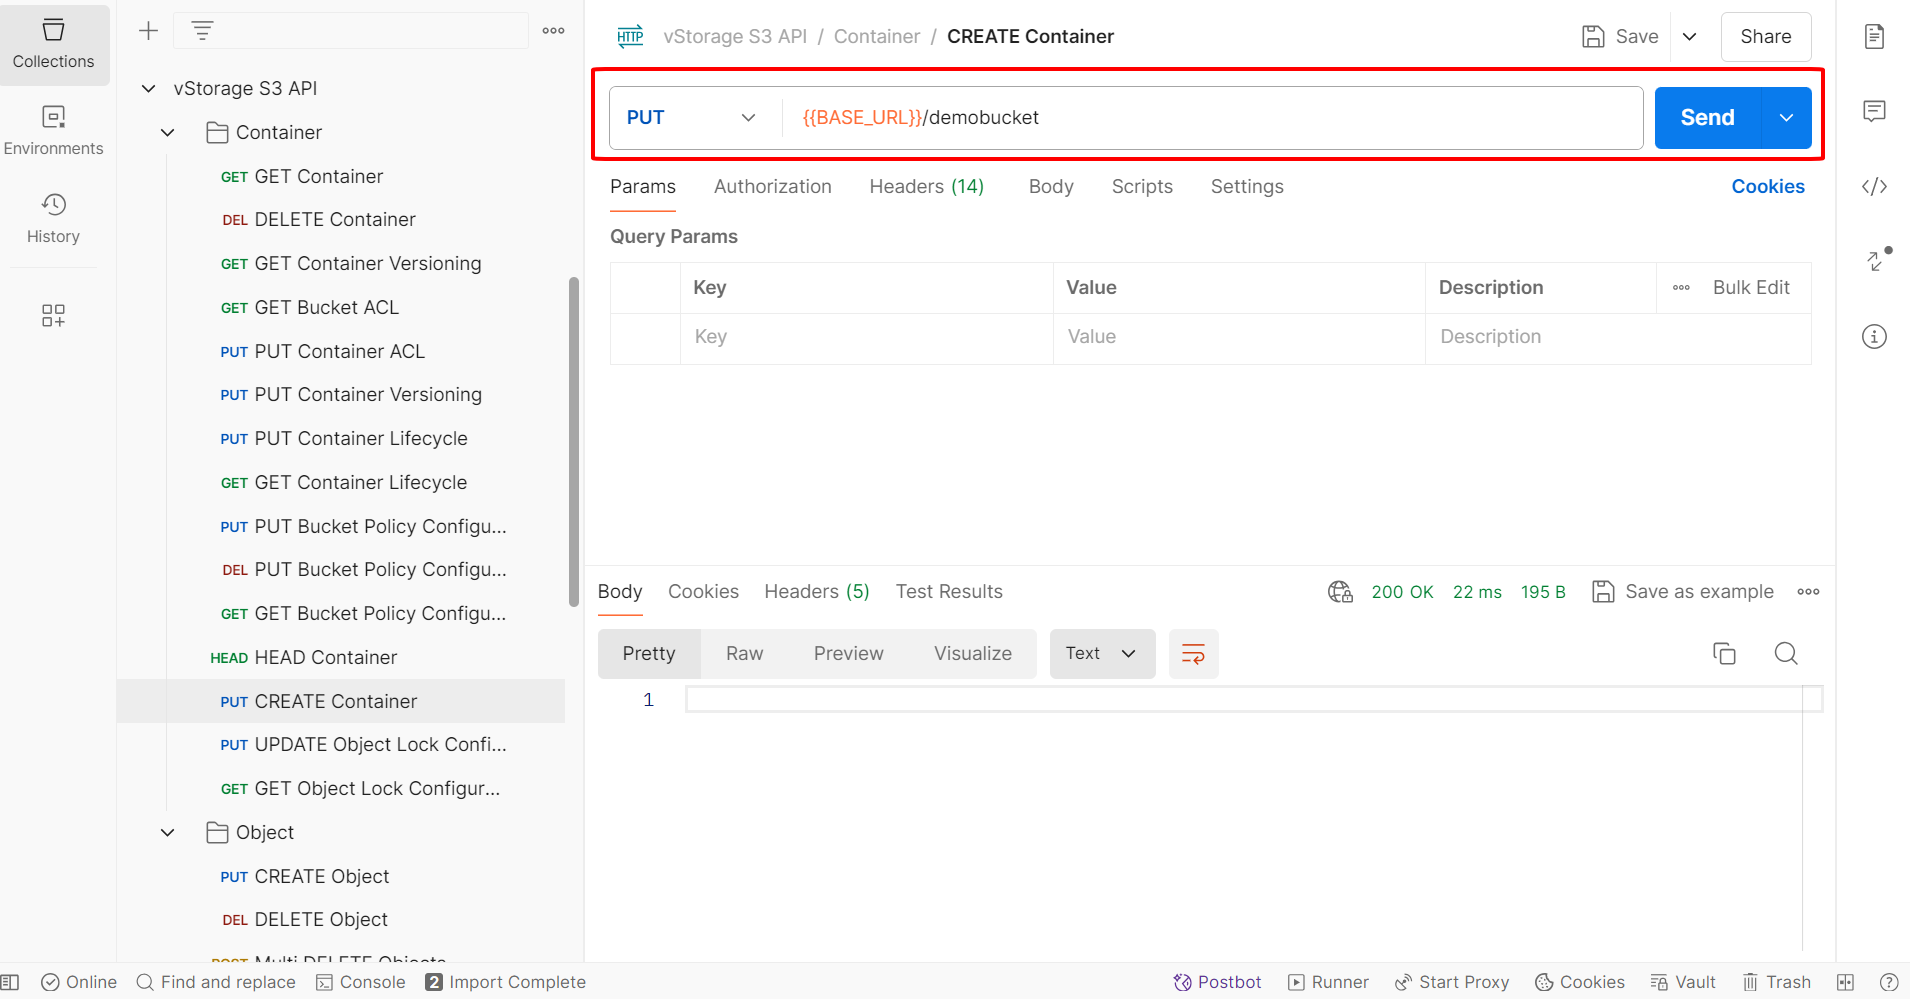 Collections
Environments
History
vStorage S3 API
Container
GET GET Container
DEL DELETE Container
GET GET Container Versioning
GET GET Bucket ACL
PUT PUT Container ACL
PUT PUT Container Versioning
PUT PUT Container Lifecycle
GET GET Container Lifecycle
PUT PUT Bucket Policy Configu...
DEL PUT Bucket Policy Configu...
GET GET Bucket Policy Configu...
HEAD HEAD Container
PUT CREATE Container
PUT UPDATE Object Lock Confi...
GET GET Object Lock Configur...
Object
PUT CREATE Object
DEL DELETE Object
POST Multi DELETE Objects
HTTP vStorage S3 API / Container / CREATE Container
Save
Share
PUT {{BASE_URL}}/demobucket
Send
Params Authorization Headers (14) Body Scripts Settings Cookies
Query Params
Key Value Description Bulk Edit
Key Value Description
Body Cookies Headers (5) Test Results 200 OK 22 ms 195 B Save as example
Pretty Raw Preview Visualize Text
1
Online Find and replace Console 2 Import Complete Postbot Runner Start Proxy Cookies Vault Trash